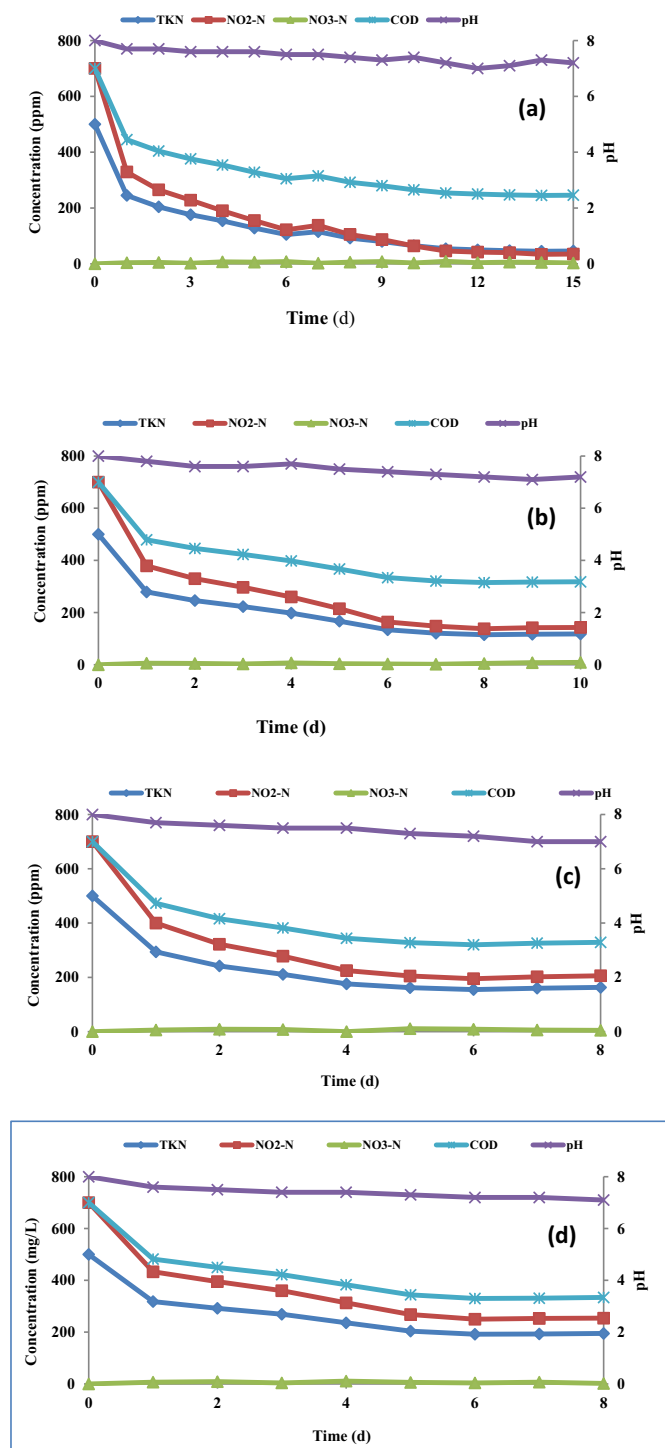 TKN NO2-N NO3-N COD pH
800 8
600 6
400 4
200 2
0 0
0 3 6 9 12 15
Concentration (ppm)
pH
(a)
Time (d)
TKN NO2-N NO3-N COD pH
800 8
600 6
400 4
200 2
0 0
0 2 4 6 8 10
Concentration (ppm)
pH
(b)
Time (d)
TKN NO2-N NO3-N COD pH
800 8
600 6
400 4
200 2
0 0
0 2 4 6 8
Concentration (ppm)
pH
(c)
Time (d)
TKN NO2-N NO3-N COD pH
800 8
600 6
400 4
200 2
0 0
0 2 4 6 8
Concentration (mg/L)
pH
(d)
Time (d)